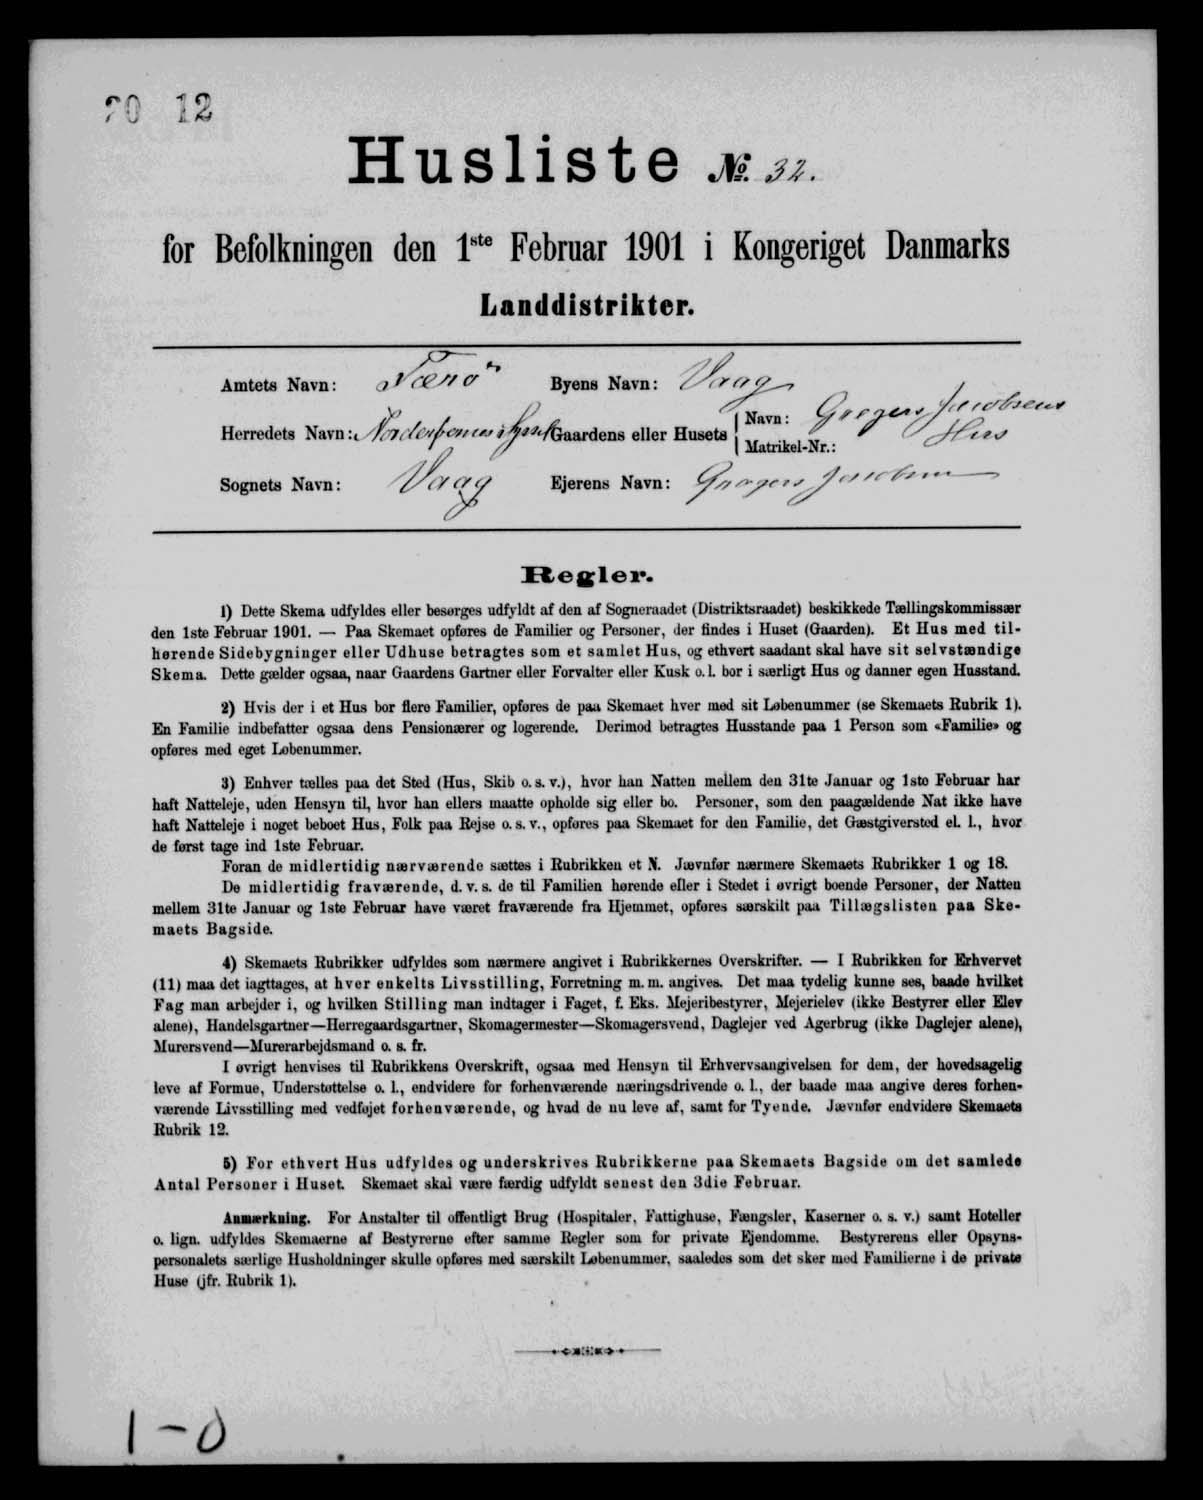 20 12
Husliste No. 32.
for Befolkningen den 1ste Februar 1901 i Kongeriget Danmarks
Landdistrikter.
Amtets Navn: Færø
Byens Navn: Vaag
Herredets Navn: Norderøernes Syssel
Gaardens eller Husets
Navn: Jacobsens
Hus
Matrikel-Nr.:
Sognets Navn: Vaag
Ejerens Navn: Jacobsen
Regler.
1) Dette Skema udfyldes eller besørges udfyldt af den af Sogneraadet (Distriktsraadet) beskikkede Tællingskommissær
den 1ste Februar 1901. — Paa Skemaet opføres de Familier og Personer, der findes i Huset (Gaarden). Et Hus med til-
hørende Sidebygninger eller Udhuse betragtes som et samlet Hus, og ethvert saadant skal have sit selvstændige
Skema. Dette gælder ogsaa, naar Gaardens Gartner eller Forvalter eller Kusk o. l. bor i særligt Hus og danner egen Husstand.
2) Hvis der i et Hus bor flere Familier, opføres de paa Skemaet hver med sit Løbenummer (se Skemaets Rubrik 1).
En Familie indbefatter ogsaa dens Pensionærer og logerende. Derimod betragtes Husstande paa 1 Person som «Familie» og
opføres med eget Løbenummer.
3) Enhver tælles paa det Sted (Hus, Skib o. s. v.), hvor han Natten mellem den 31te Januar og 1ste Februar har
haft Natteleje, uden Hensyn til, hvor han ellers maatte opholde sig eller bo. Personer, som den paagældende Nat ikke have
haft Natteleje i noget beboet Hus, Folk paa Rejse o. s. v., opføres paa Skemaet for den Familie, det Gæstgiversted el. l., hvor
de først tage ind 1ste Februar.
Foran de midlertidig nærværende sættes i Rubrikken et N. Jævnfør nærmere Skemaets Rubrikker 1 og 18.
De midlertidig fraværende, d. v. s. de til Familien hørende eller i Stedet i øvrigt boende Personer, der Natten
mellem 31te Januar og 1ste Februar have været fraværende fra Hjemmet, opføres særskilt paa Tillægslisten paa Ske-
maets Bagside.
4) Skemaets Rubrikker udfyldes som nærmere angivet i Rubrikkernes Overskrifter. — I Rubrikken for Erhvervet
(11) maa det iagttages, at hver enkelts Livsstilling, Forretning m. m. angives. Det maa tydelig kunne ses, baade hvilket
Fag man arbejder i, og hvilken Stilling man indtager i Faget, f. Eks. Mejeribestyrer, Mejerielev (ikke Bestyrer eller Elev
alene), Handelsgartner—Herregaardsgartner, Skomagermester—Skomagersvend, Daglejer ved Agerbrug (ikke Daglejer alene),
Murersvend—Murerarbejdsmand o. s. fr.
I øvrigt henvises til Rubrikkens Overskrift, ogsaa med Hensyn til Erhvervsangivelsen for dem, der hovedsagelig
leve af Formue, Understøttelse o. l., endvidere for forhenværende næringsdrivende o. l., der baade maa angive deres forhen-
værende Livsstilling med vedføjet forhenværende, og hvad de nu leve af, samt for Tyende. Jævnfør endvidere Skemaets
Rubrik 12.
5) For ethvert Hus udfyldes og underskrives Rubrikkerne paa Skemaets Bagside om det samlede
Antal Personer i Huset. Skemaet skal være færdig udfyldt senest den 3die Februar.
Anmærkning. For Anstalter til offentligt Brug (Hospitaler, Fattighuse, Fængsler, Kaserner o. s. v.) samt Hoteller
o. lign. udfyldes Skemaerne af Bestyrerne efter samme Regler som for private Ejendomme. Bestyrerens eller Opsyns-
personalets særlige Husholdninger skulle opføres med særskilt Løbenummer, saaledes som det sker med Familierne i de private
Huse (jfr. Rubrik 1).
1-0